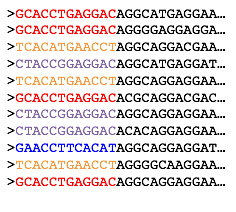 >GCACCTGAGGACAGGCATGAGGAA…
>GCACCTGAGGACAGGGGAGGAGGA…
>TCACATGAACCTAGGCAGGACGAA…
>CTACCGGAGGACAGGCATGAGGAT…
>TCACATGAACCTAGGCAGGAGGAA…
>GCACCTGAGGACACGCAGGACGAC…
>CTACCGGAGGACAGGCAGGAGGAA…
>CTACCGGAGGACACACAGGAGGAA…
>GAACCTTCACATAGGCAGGAGGAT…
>TCACATGAACCTAGGGGCAAGGAA…
>GCACCTGAGGACAGGCAGGAGGAA…